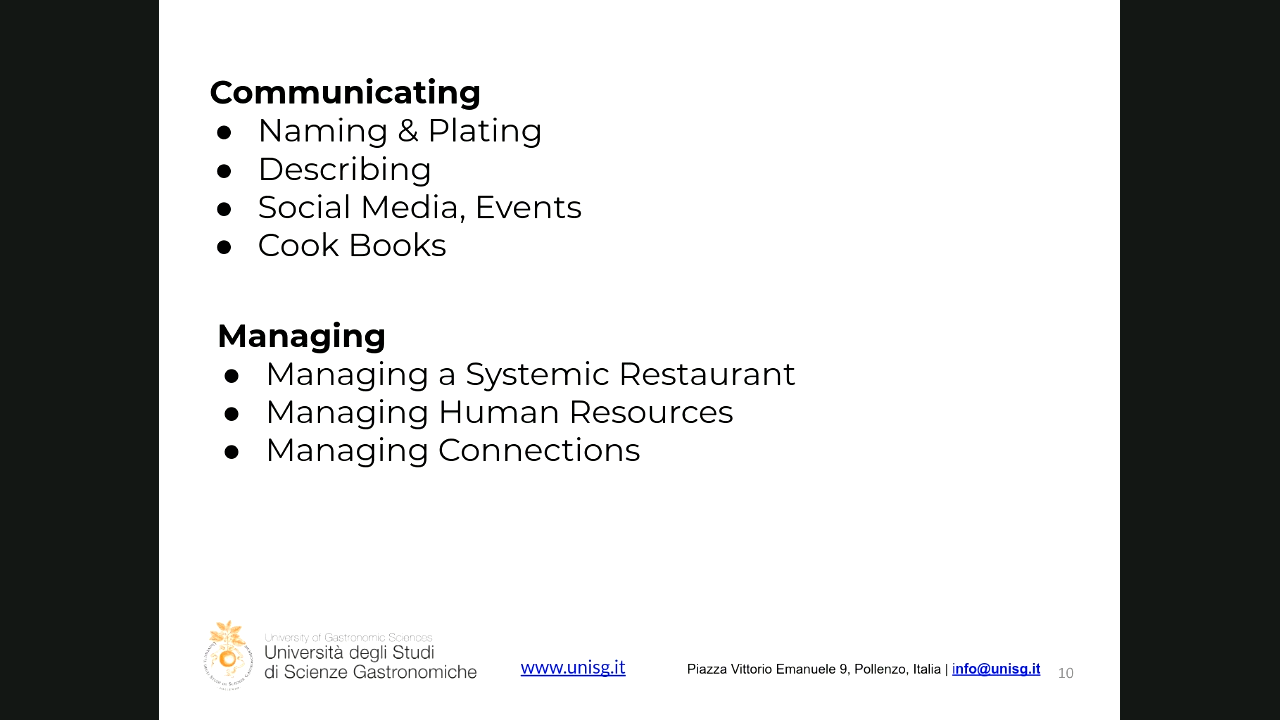 Communicating
● Naming & Plating
● Describing
● Social Media, Events
● Cook Books
Managing
● Managing a Systemic Restaurant
● Managing Human Resources
● Managing Connections
University of Gastronomic Sciences
Università degli Studi
di Scienze Gastronomiche
www.unisg.it
Piazza Vittorio Emanuele 9, Pollenzo, Italia | info@unisg.it
10